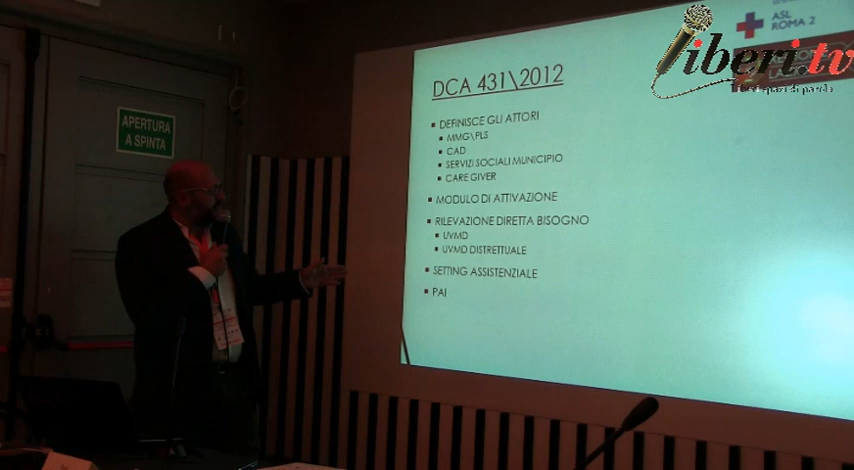 APERTURA
A SPINTA
ASL
ROMA 2
liberi.tv
DCA 431\2012
DEFINISCE GLI ATTORI
MMG\PLS
CAD
SERVIZI SOCIALI MUNICIPIO
CARE GIVER
MODULO DI ATTIVAZIONE
RILEVAZIONE DIRETTA BISOGNO
UVMD
UVMD DISTRETTUALE
SETTING ASSISTENZIALE
PAI